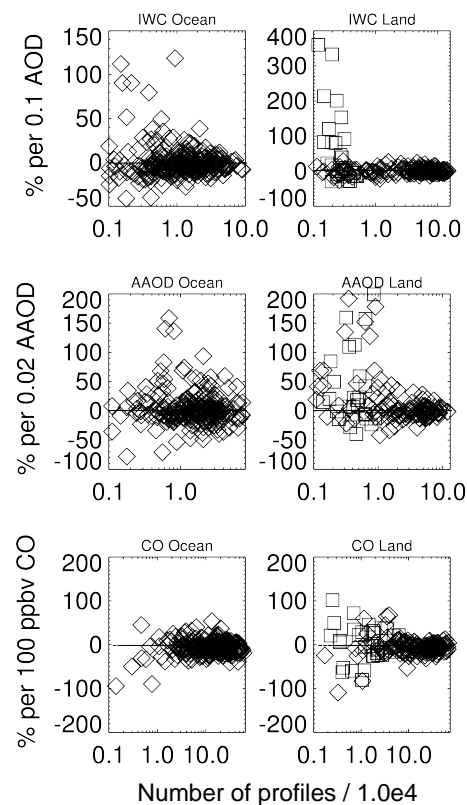 IWC Ocean
IWC Land
% per 0.1 AOD
150
100
50
0
-50
0.1 1.0 10.0
400
300
200
100
0
-100
0.1 1.0 10.0
AAOD Ocean
AAOD Land
% per 0.02 AAOD
200
150
100
50
0
-50
-100
0.1 1.0
200
150
100
50
0
-50
-100
0.1 1.0 10.0
CO Ocean
CO Land
% per 100 ppbv CO
200
100
0
-100
-200
0.1 1.0 10.0
200
100
0
-100
-200
0.1 1.0 10.0
Number of profiles / 1.0e4